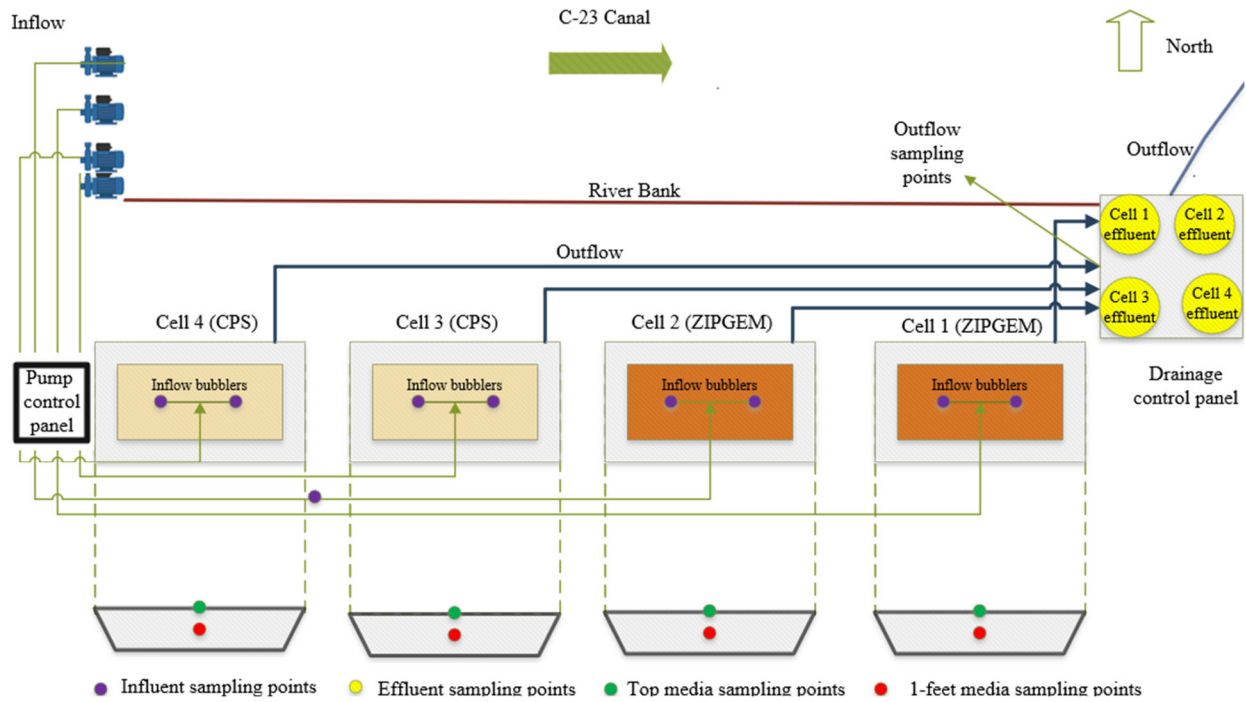 Inflow
C-23 Canal
North
Outflow
sampling
points
Outflow
River Bank
Cell 1
effluent
Cell 2
effluent
Outflow
Cell 3
effluent
Cell 4
effluent
Cell 4 (CPS)
Cell 3 (CPS)
Cell 2 (ZIPGEM)
Cell 1 (ZIPGEM)
Pump
control
panel
Inflow bubblers
Inflow bubblers
Inflow bubblers
Inflow bubblers
Drainage
control panel
Influent sampling points
Effluent sampling points
Top media sampling points
1-feet media sampling points